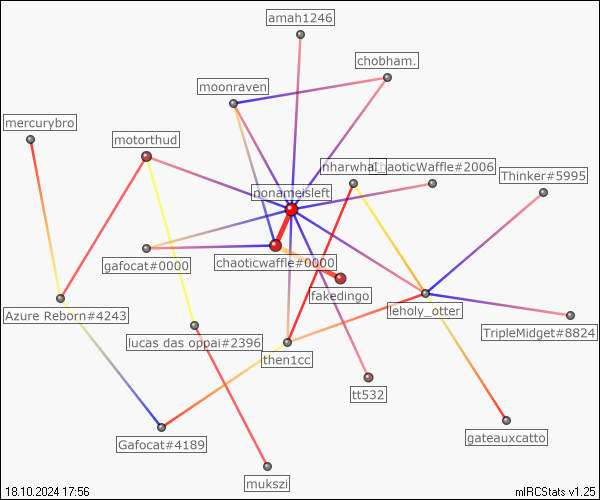 amah1246
chobham.
moonraven
mercurybro
motorthud
nharwhal
ChaoticWaffle#2006
Thinker#5995
nonameisleft
gafocat#0000
chaoticwaffle#0000
fakedingo
leholy_otter
Azure Reborn#4243
lucas das oppai#2396
then1cc
TripleMidget#8824
tt532
Gafocat#4189
gateauxcatto
mukszi
18.10.2024 17:56
mIRCStats v1.25